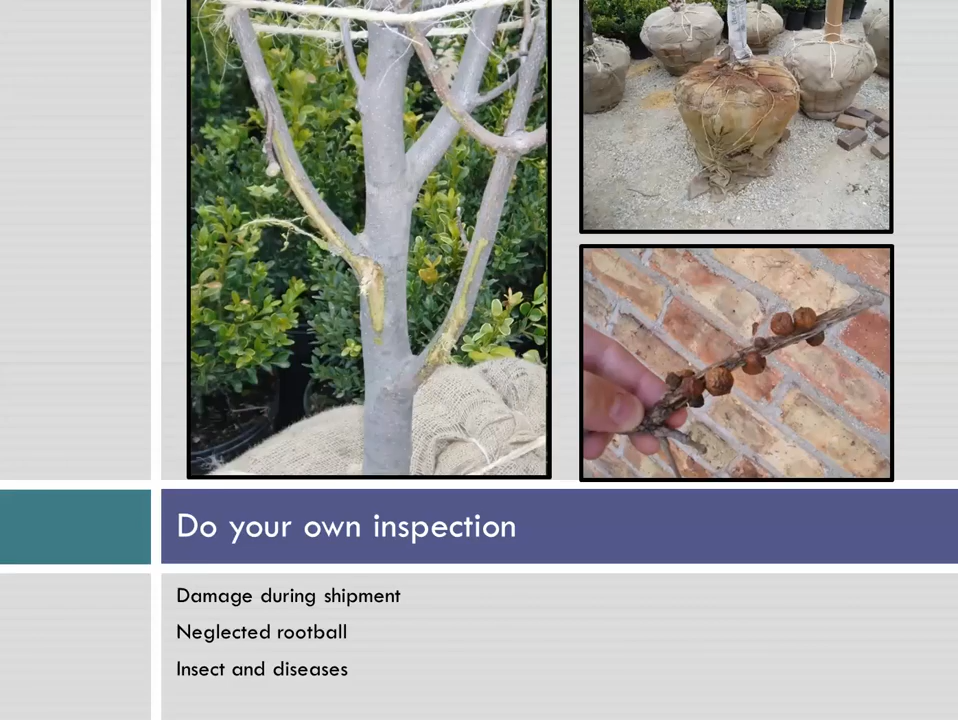 Do your own inspection
Damage during shipment
Neglected rootball
Insect and diseases